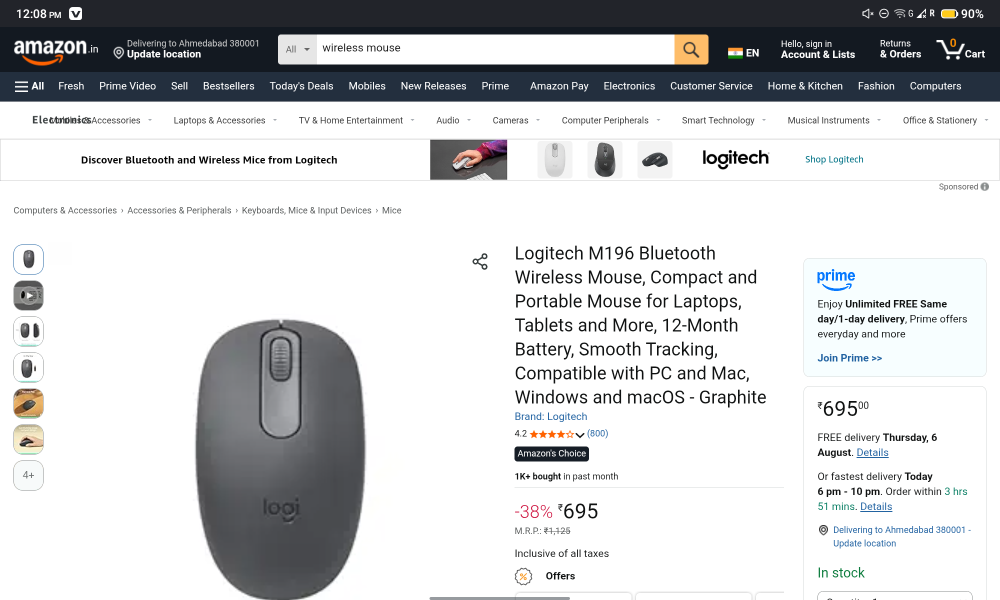 12:08 PM
G R 90%
amazon.in
Delivering to Ahmedabad 380001
Update location
All
wireless mouse
EN
Hello, sign in
Account & Lists
Returns
& Orders
0
Cart
All Fresh Prime Video Sell Bestsellers Today's Deals Mobiles New Releases Prime Amazon Pay Electronics Customer Service Home & Kitchen Fashion Computers
Electronics Mobiles & Accessories Laptops & Accessories TV & Home Entertainment Audio Cameras Computer Peripherals Smart Technology Musical Instruments Office & Stationery
Discover Bluetooth and Wireless Mice from Logitech
logitech
Shop Logitech
Sponsored
Computers & Accessories › Accessories & Peripherals › Keyboards, Mice & Input Devices › Mice
4+
logi
Logitech M196 Bluetooth
Wireless Mouse, Compact and
Portable Mouse for Laptops,
Tablets and More, 12-Month
Battery, Smooth Tracking,
Compatible with PC and Mac,
Windows and macOS - Graphite
Brand: Logitech
4.2 (800)
Amazon's Choice
1K+ bought in past month
-38% ₹695
M.R.P.: ₹1,125
Inclusive of all taxes
Offers
prime
Enjoy Unlimited FREE Same
day/1-day delivery, Prime offers
everyday and more
Join Prime >>
₹69500
FREE delivery Thursday, 6
August. Details
Or fastest delivery Today
6 pm - 10 pm. Order within 3 hrs
51 mins. Details
Delivering to Ahmedabad 380001 -
Update location
In stock